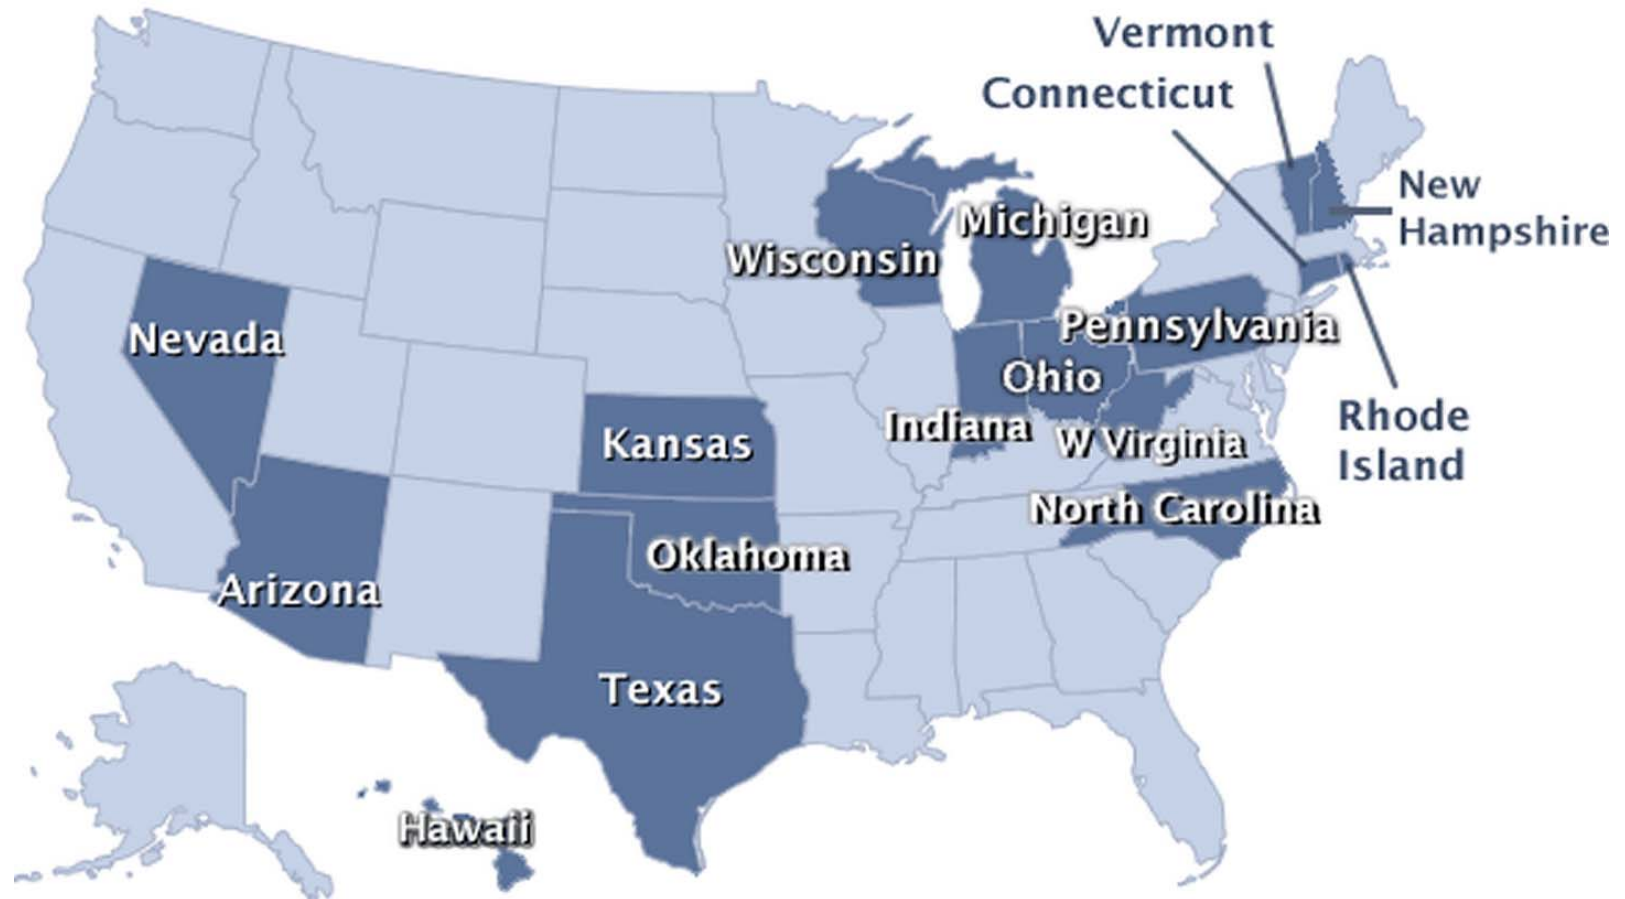 Vermont
Connecticut
New
Hampshire
Michigan
Wisconsin
Pennsylvania
Nevada
Ohio
Rhode
Island
Indiana
W Virginia
Kansas
North Carolina
Oklahoma
Arizona
Texas
Hawaii